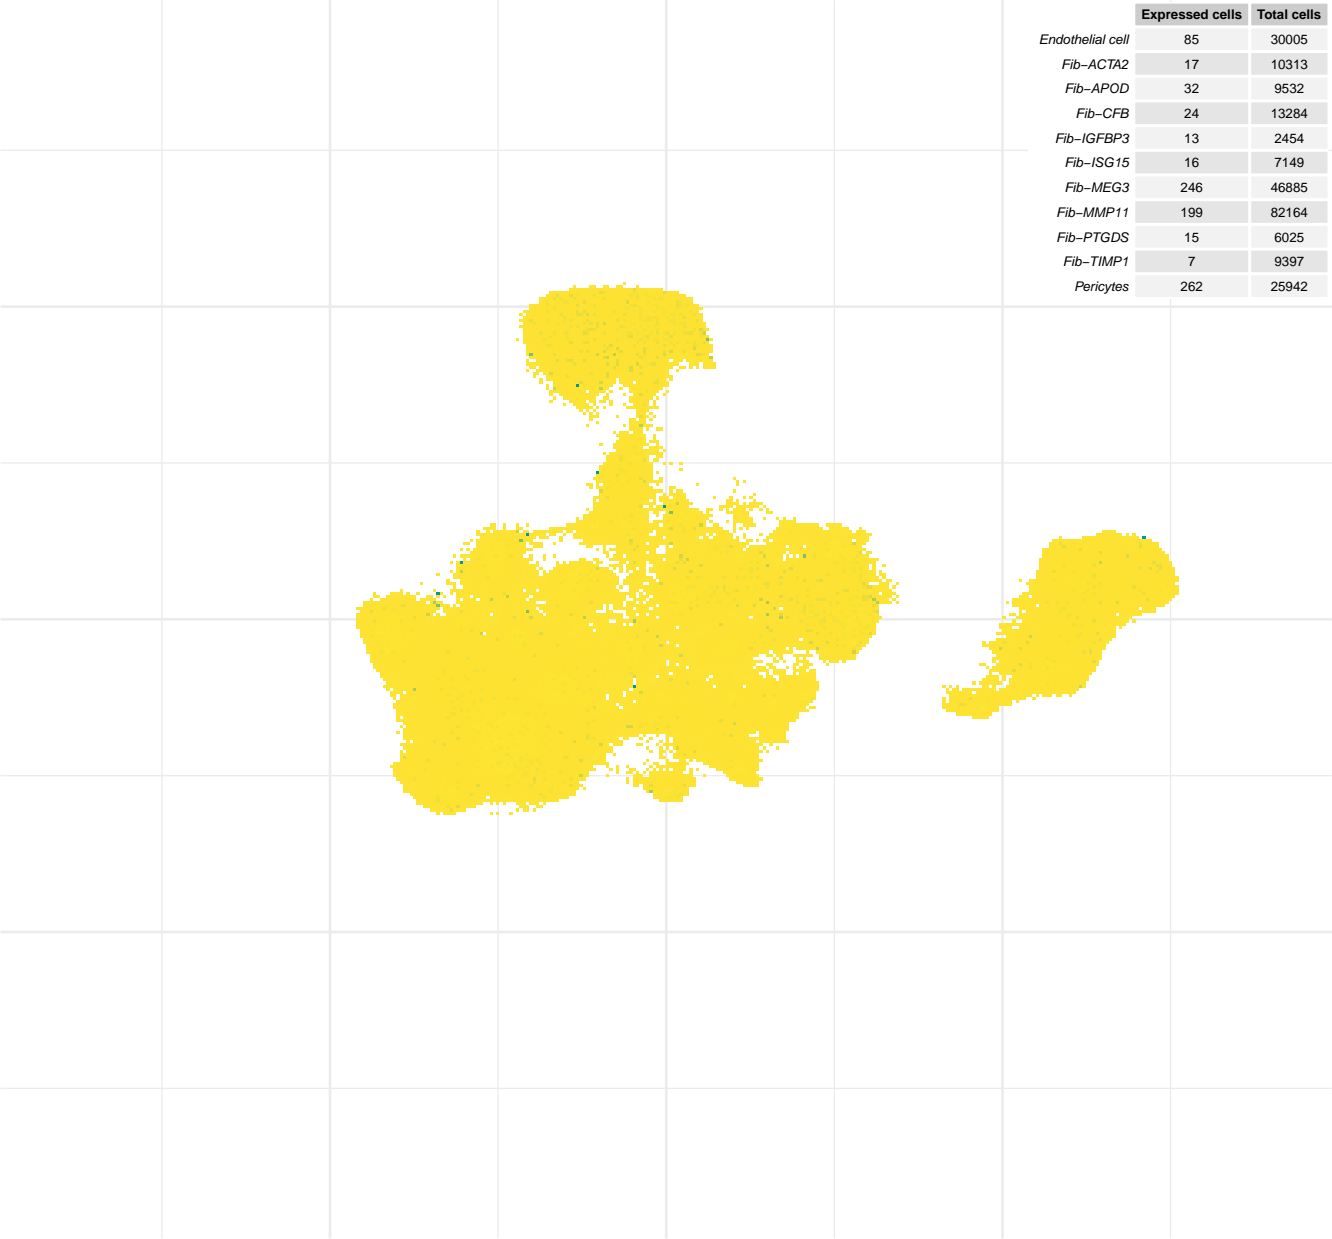 Expressed cells Total cells
Endothelial cell 85 30005
Fib−ACTA2 17 10313
Fib−APOD 32 9532
Fib−CFB 24 13284
Fib−IGFBP3 13 2454
Fib−ISG15 16 7149
Fib−MEG3 246 46885
Fib−MMP11 199 82164
Fib−PTGDS 15 6025
Fib−TIMP1 7 9397
Pericytes 262 25942